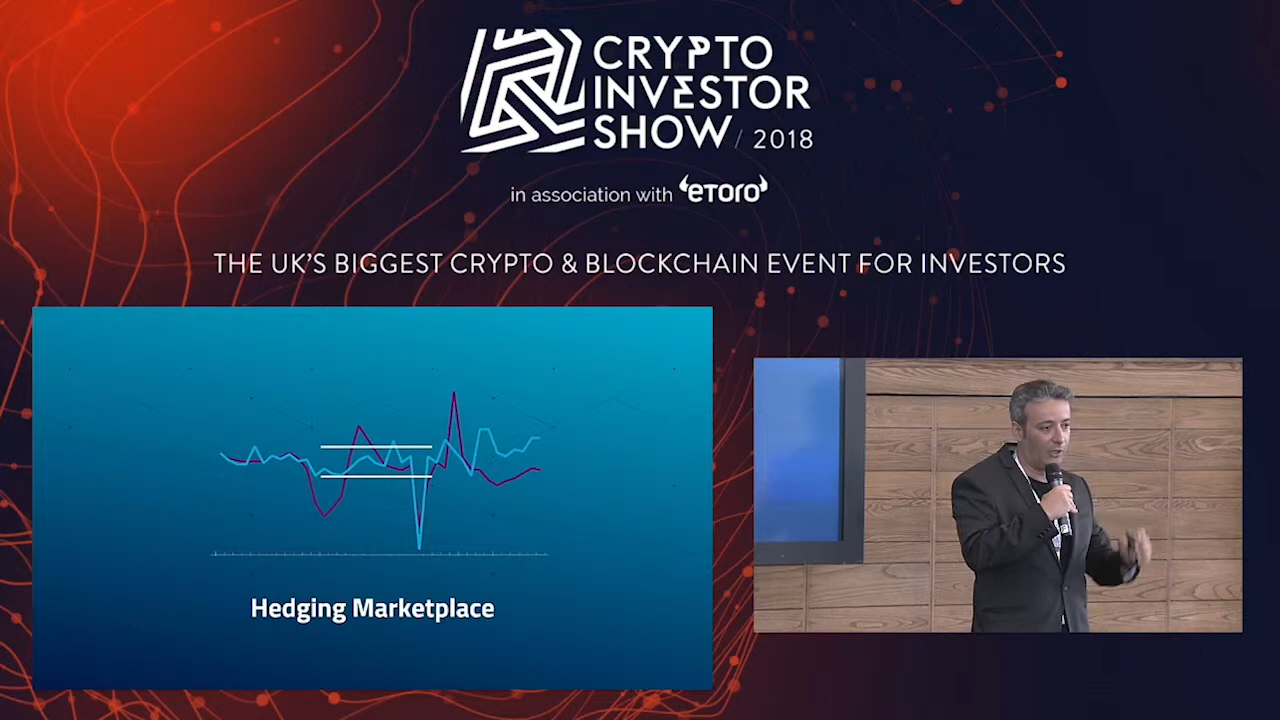 CRYPTO
INVESTOR
SHOW / 2018
in association with eToro
THE UK'S BIGGEST CRYPTO & BLOCKCHAIN EVENT FOR INVESTORS
Hedging Marketplace